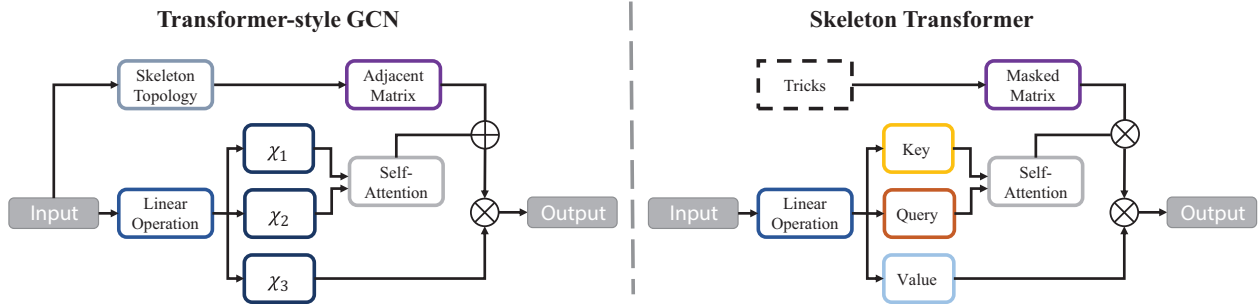 Transformer-style GCN
Skeleton
Topology
Adjacent
Matrix
χ1
Self-
Attention
Input
Linear
Operation
χ2
Output
χ3
Skeleton Transformer
Tricks
Masked
Matrix
Key
Self-
Attention
Input
Linear
Operation
Query
Output
Value